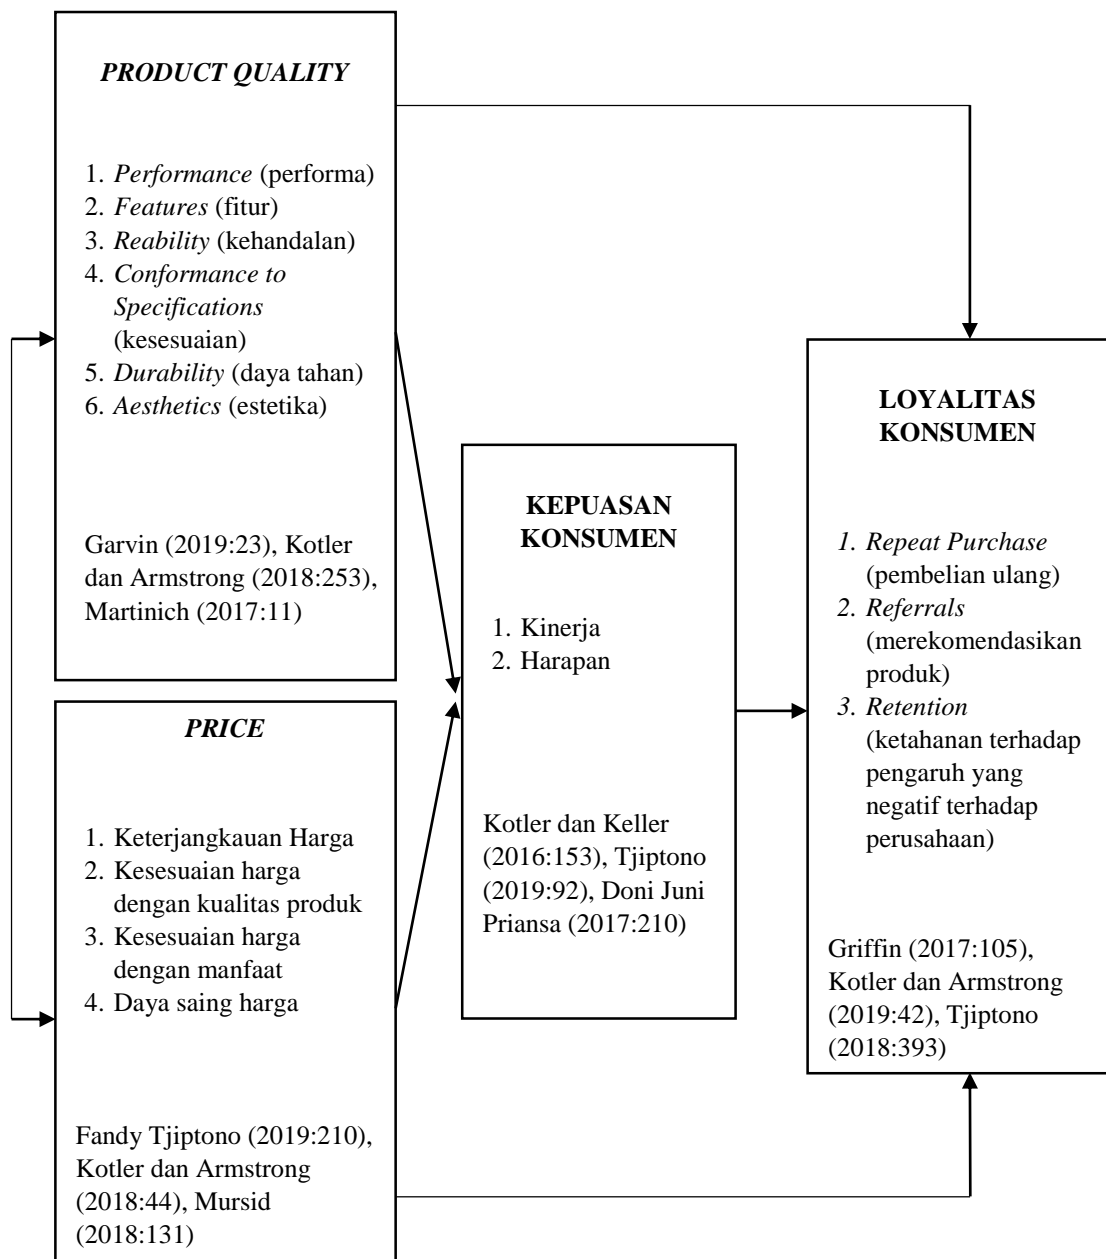 PRODUCT QUALITY
1. Performance (performa)
2. Features (fitur)
3. Reability (kehandalan)
4. Conformance to
Specifications
(kesesuaian)
5. Durability (daya tahan)
6. Aesthetics (estetika)
Garvin (2019:23), Kotler
dan Armstrong (2018:253),
Martinich (2017:11)
PRICE
1. Keterjangkauan Harga
2. Kesesuaian harga
dengan kualitas produk
3. Kesesuaian harga
dengan manfaat
4. Daya saing harga
Fandy Tjiptono (2019:210),
Kotler dan Armstrong
(2018:44), Mursid
(2018:131)
KEPUASAN
KONSUMEN
1. Kinerja
2. Harapan
Kotler dan Keller
(2016:153), Tjiptono
(2019:92), Doni Juni
Priansa (2017:210)
LOYALITAS
KONSUMEN
1. Repeat Purchase
(pembelian ulang)
2. Referrals
(merekomendasikan
produk)
3. Retention
(ketahanan terhadap
pengaruh yang
negatif terhadap
perusahaan)
Griffin (2017:105),
Kotler dan Armstrong
(2019:42), Tjiptono
(2018:393)